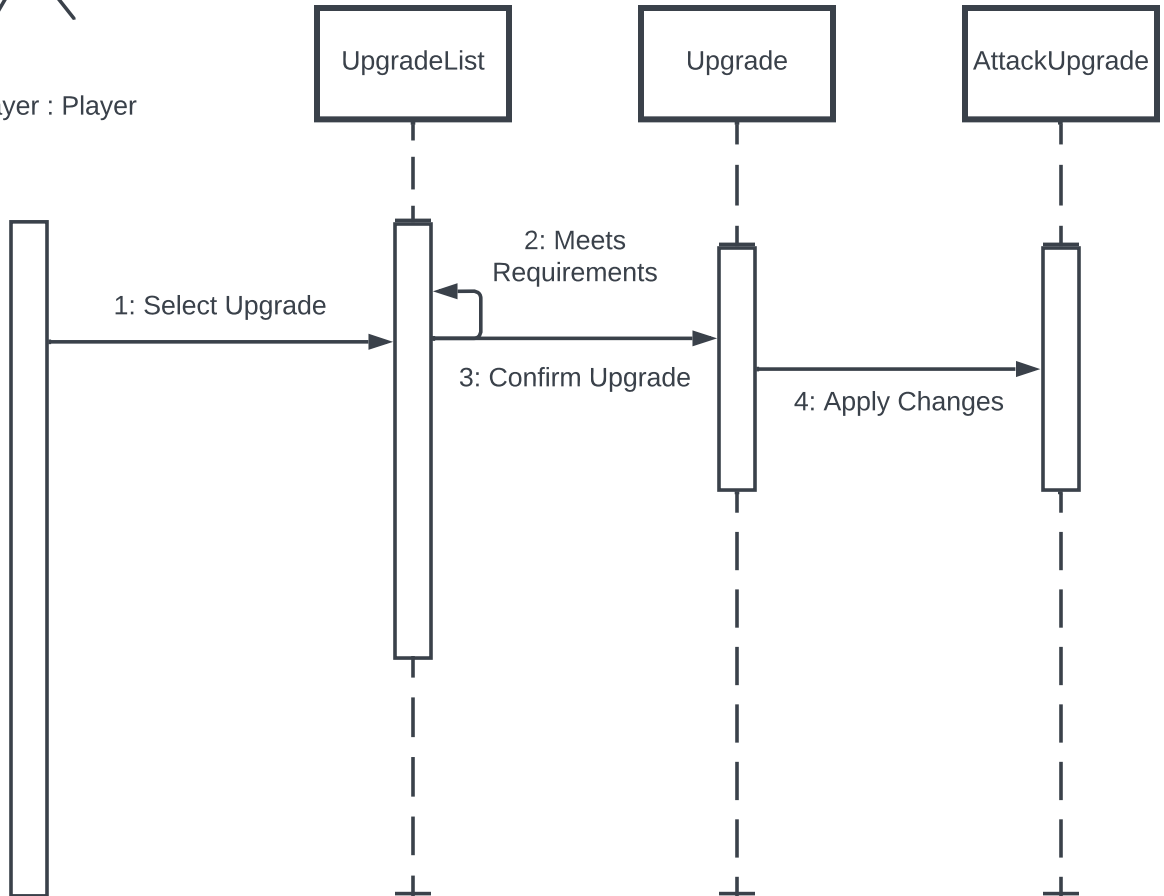 UpgradeList
Upgrade
AttackUpgrade
: Player
2: Meets
Requirements
1: Select Upgrade
3: Confirm Upgrade
4: Apply Changes